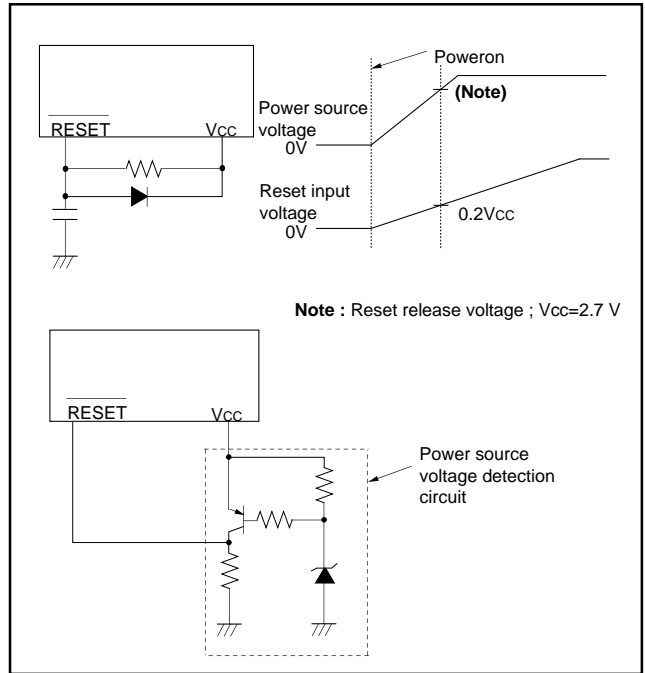 RESET
VCC
Poweron
(Note)
Power source
voltage
0V
Reset input
voltage
0V
0.2VCC
Note : Reset release voltage ; Vcc=2.7 V
RESET
VCC
Power source
voltage detection
circuit